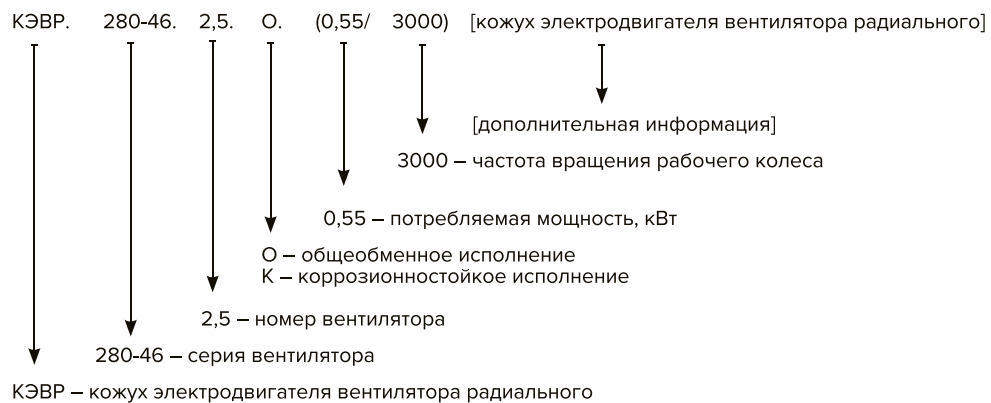 КЭВР. 280-46. 2,5. О. (0,55/ 3000) [кожух электродвигателя вентилятора радиального]
[дополнительная информация]
3000 – частота вращения рабочего колеса
0,55 – потребляемая мощность, кВт
О – общеобменное исполнение
К – коррозионностойкое исполнение
2,5 – номер вентилятора
280-46 – серия вентилятора
КЭВР – кожух электродвигателя вентилятора радиального